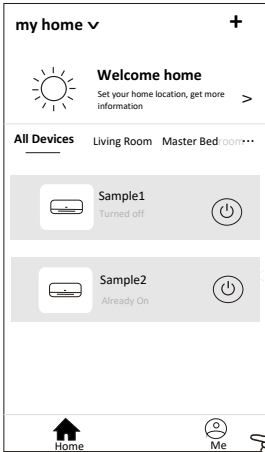 my home
+
Welcome home
Set your home location, get more
information
>
All Devices Living Room Master Bedroom ...
Sample1
Turned off
Sample2
Already On
Home
Me